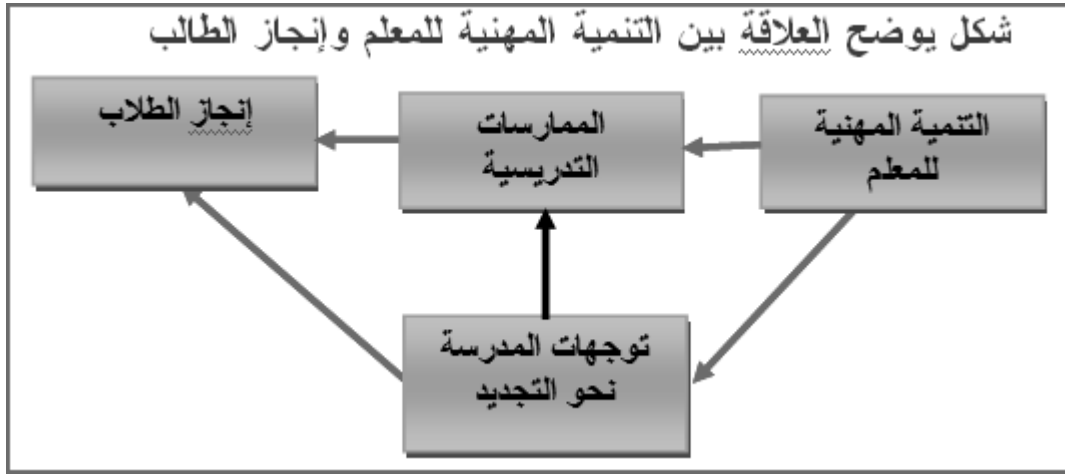 شكل يوضح العلاقة بين التنمية المهنية للمعلم وإنجاز الطالب
التنمية المهنية
للمعلم
الممارسات
التدريسية
إنجاز الطلاب
توجهات المدرسة
نحو التجديد